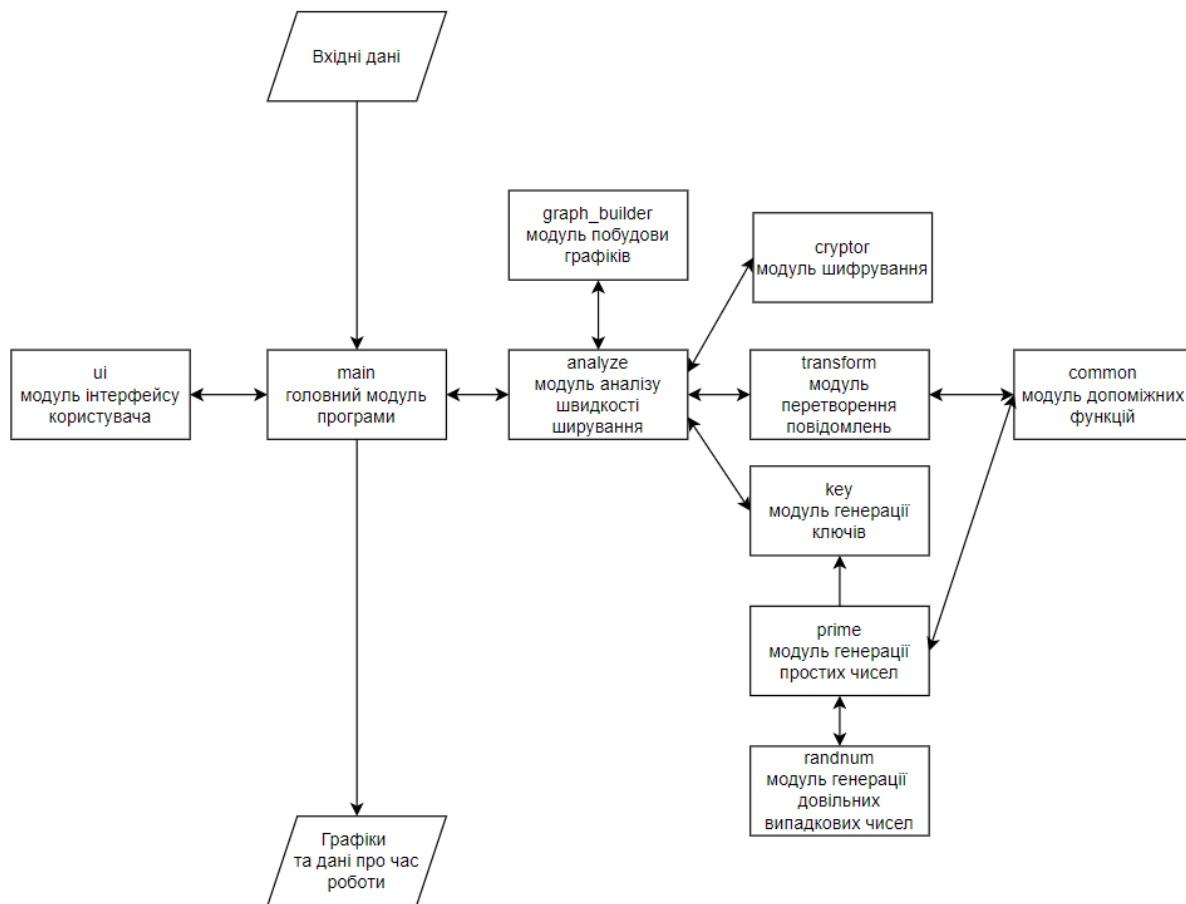 Вхідні дані
graph_builder
модуль побудови
графіків
cryptor
модуль шифрування
ui
модуль інтерфейсу
користувача
main
головний модуль
програми
analyze
модуль аналізу
швидкості
ширування
transform
модуль
перетворення
повідомлень
common
модуль допоміжних
функцій
key
модуль генерації
ключів
prime
модуль генерації
простих чисел
randnum
модуль генерації
довільних
випадкових чисел
Графіки
та дані про час
роботи